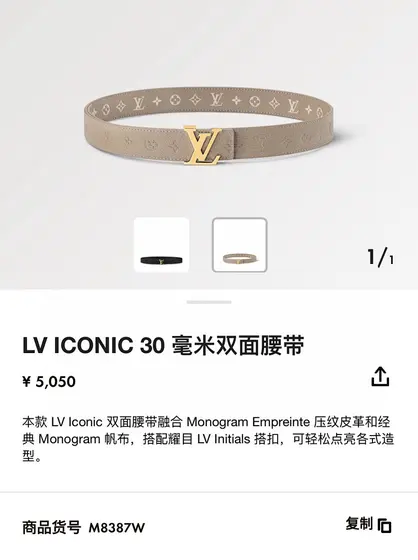 1/1
LV ICONIC 30 毫米双面腰带
¥ 5,050
本款 LV Iconic 双面腰带融合 Monogram Empreinte 压纹皮革和经
典 Monogram 帆布，搭配耀目 LV Initials 搭扣，可轻松点亮各式造
型。
商品货号 M8387W
复制